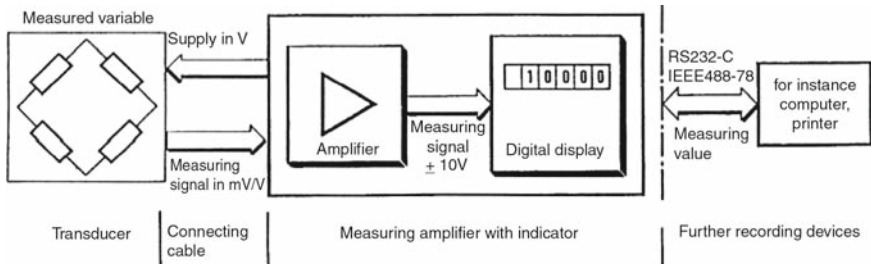 Measured variable
Supply in V
Measuring
signal in mV/V
Amplifier
Measuring
signal
± 10V
10000
Digital display
RS232-C
IEEE488-78
Measuring
value
for instance
computer,
printer
Transducer
Connecting
cable
Measuring amplifier with indicator
Further recording devices